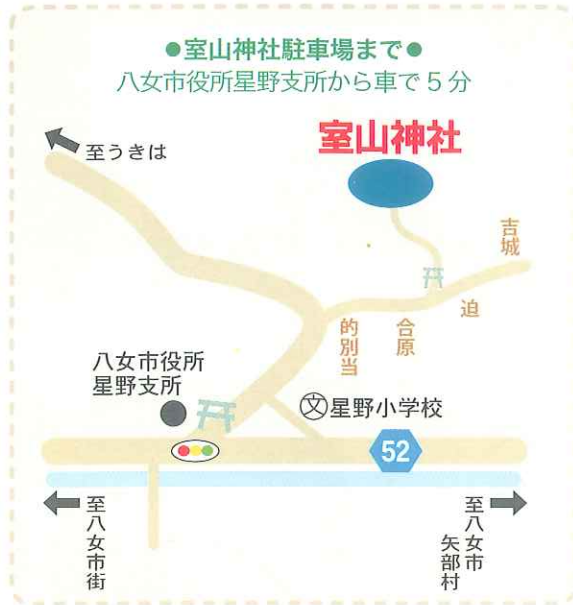 ●室山神社駐車場まで●
八女市役所星野支所から車で5分
至うきは
室山神社
吉城
迫
合原
的別当
八女市役所
星野支所
文星野小学校
52
至八女市街
至八女市
矢部村